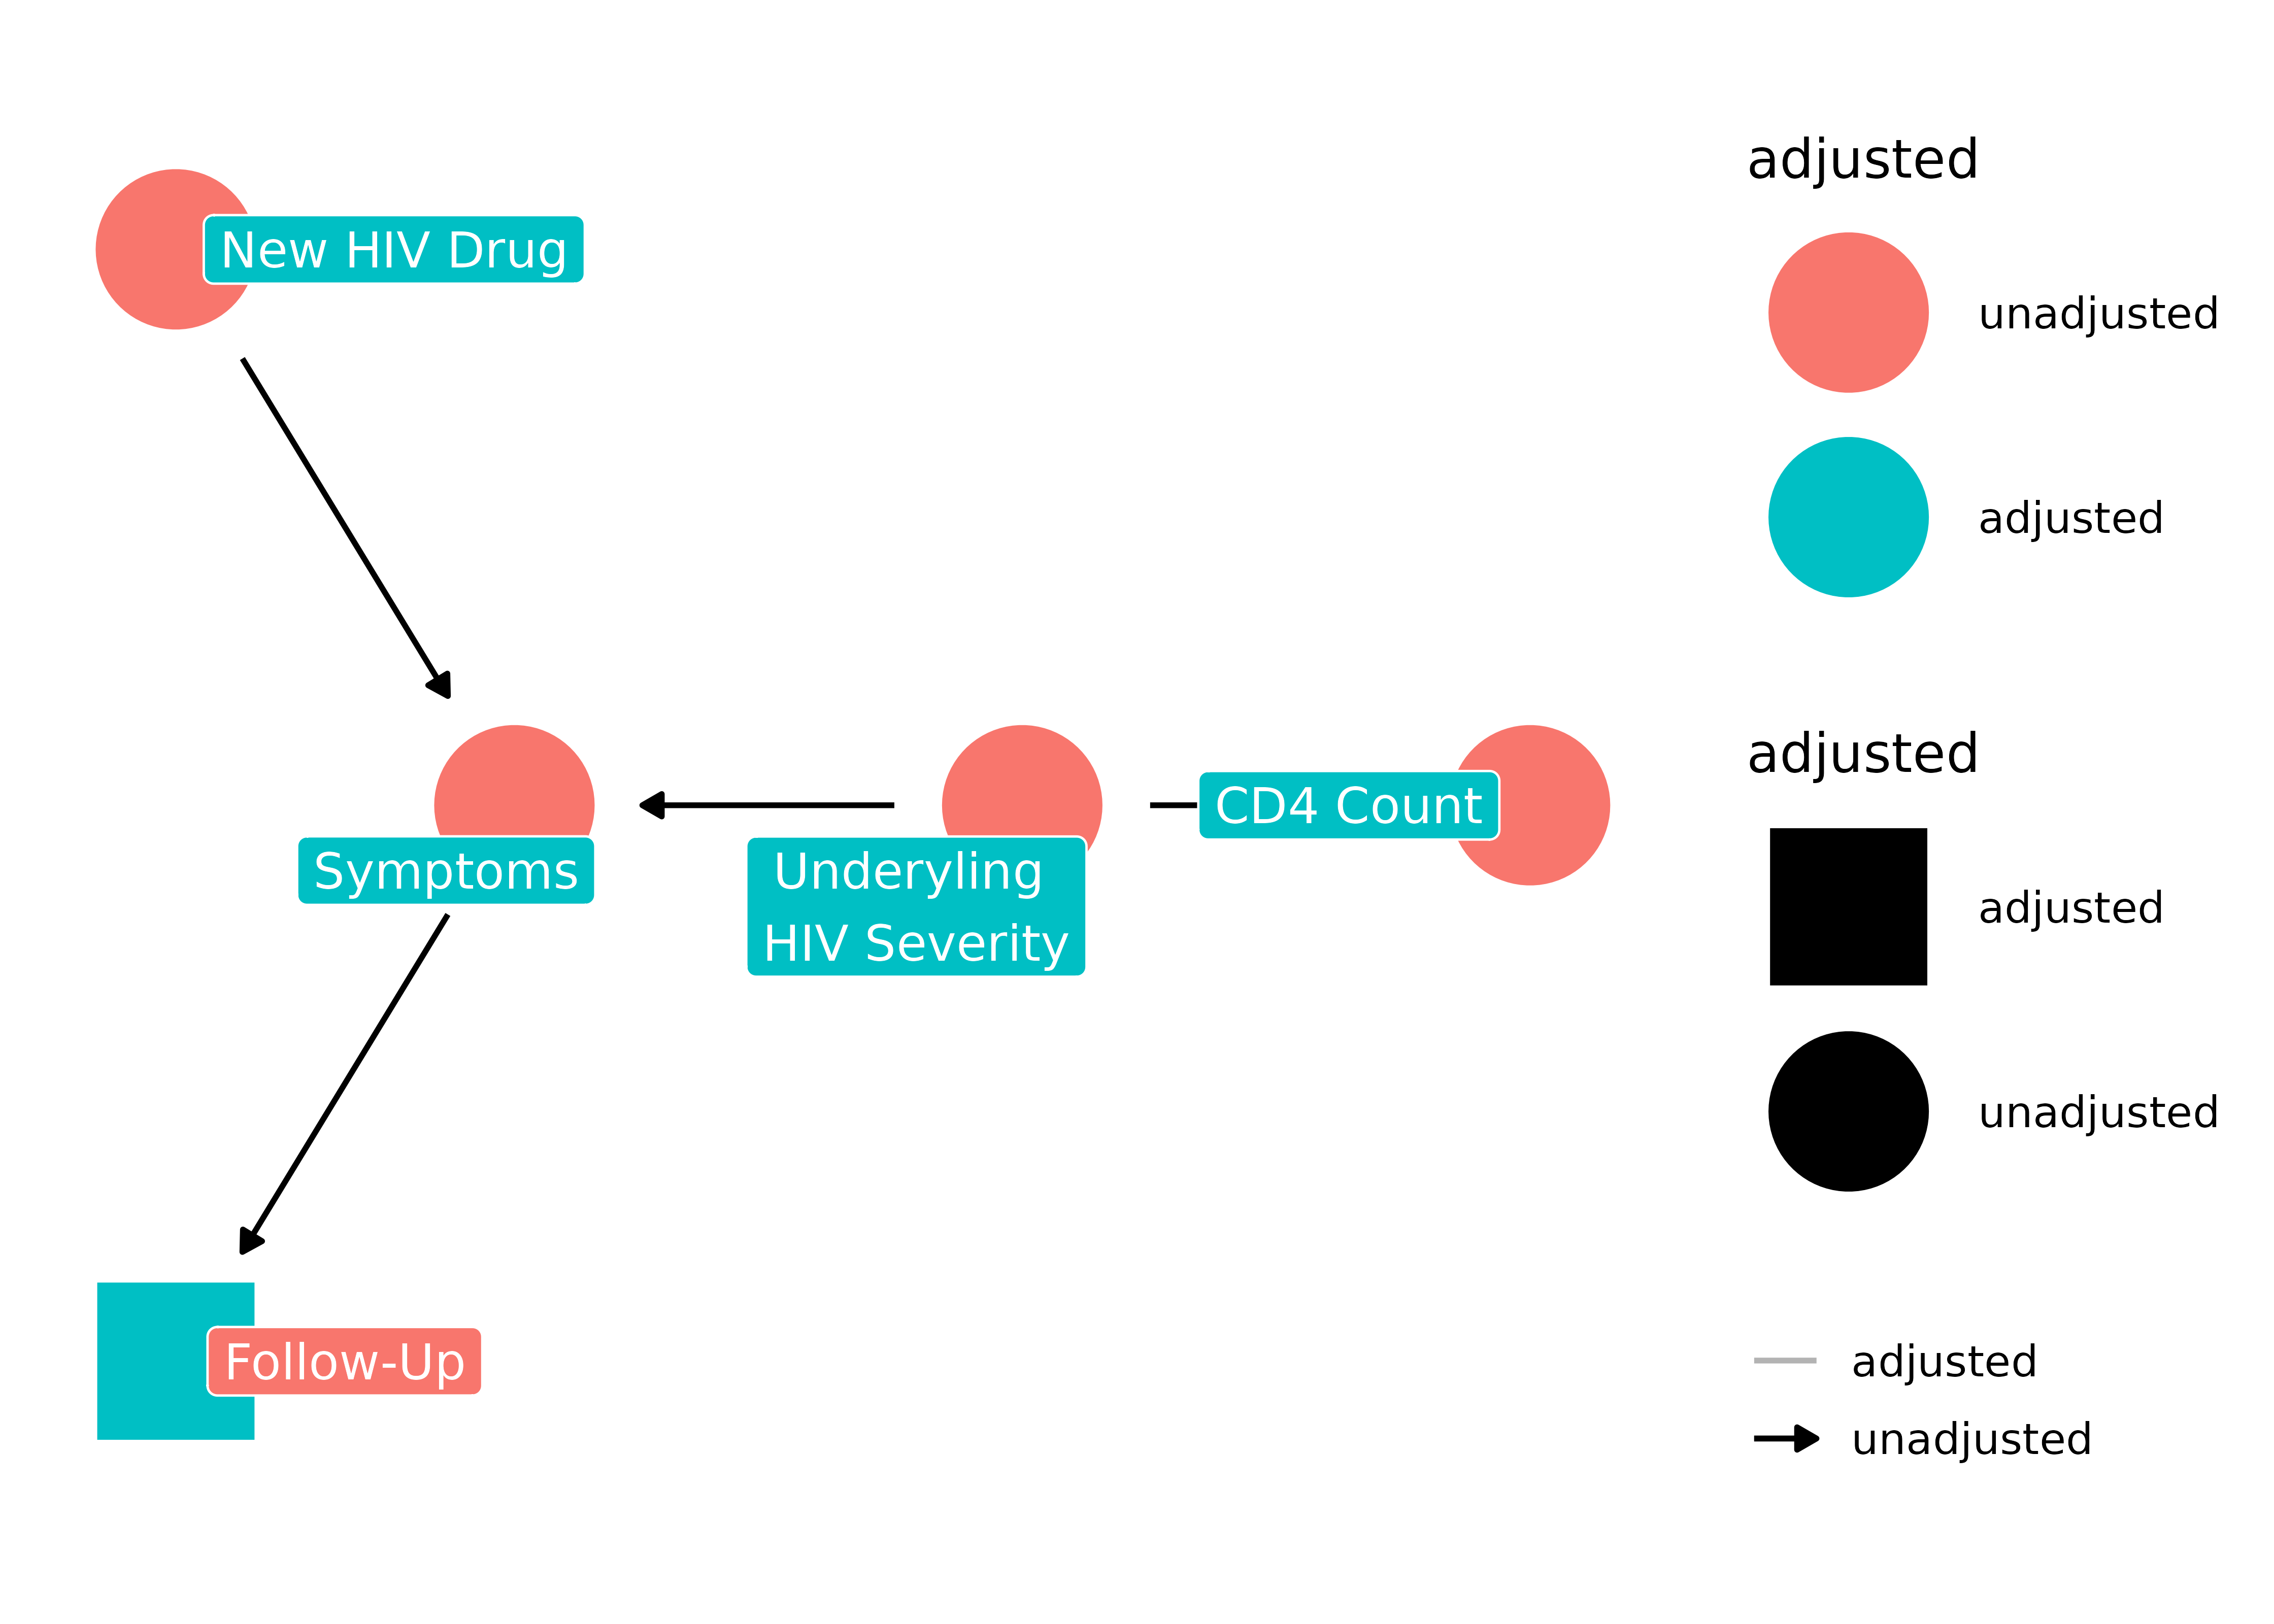 New HIV Drug
Symptoms
Underyling
HIV Severity
CD4 Count
Follow-Up
adjusted
unadjusted
adjusted
adjusted
adjusted
unadjusted
adjusted
unadjusted